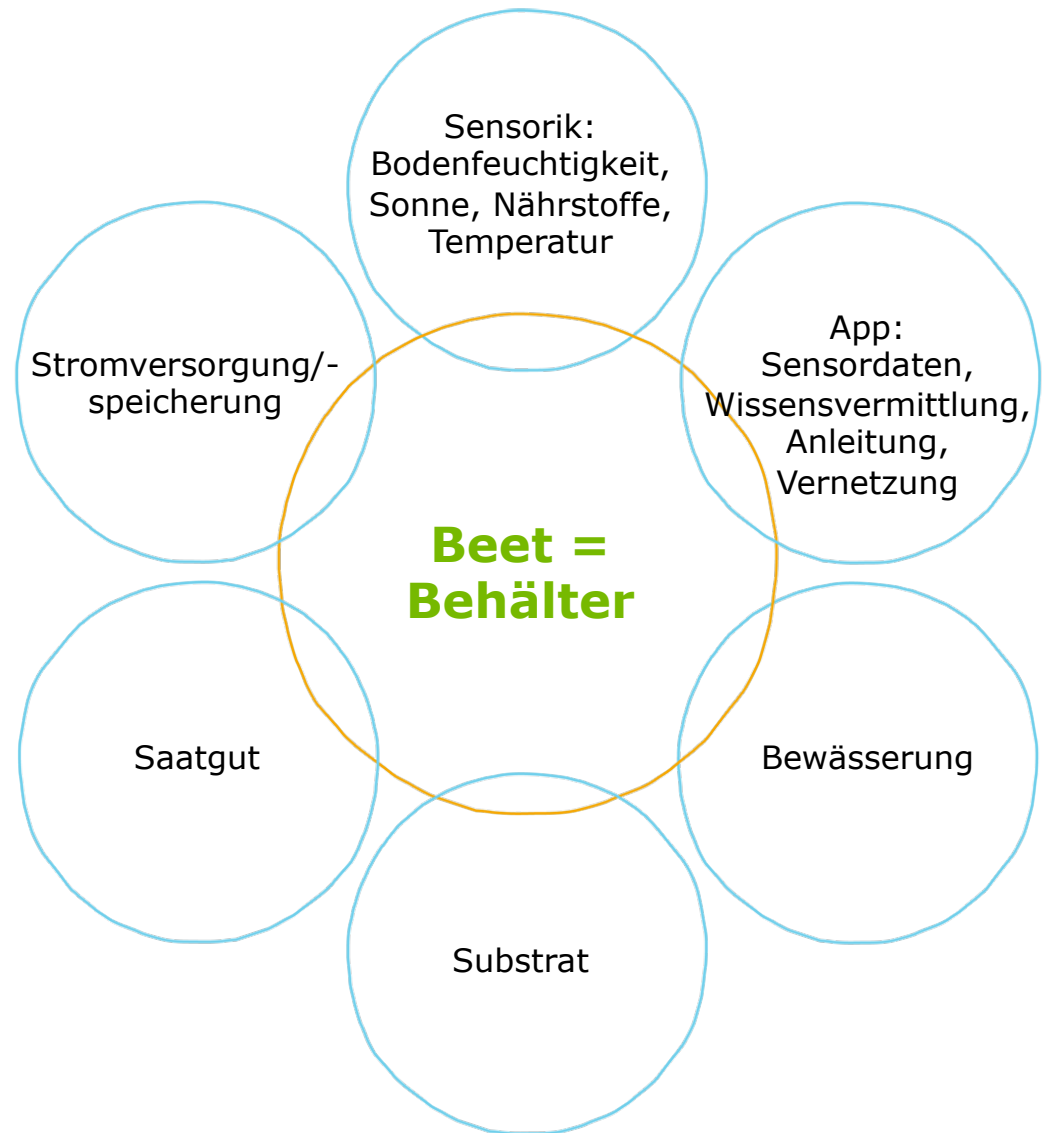 Sensorik:
Bodenfeuchtigkeit,
Sonne, Nährstoffe,
Temperatur
App:
Sensordaten,
Wissensvermittlung,
Anleitung,
Vernetzung
Stromversorgung/-
speicherung
Beet =
Behälter
Saatgut
Bewässerung
Substrat